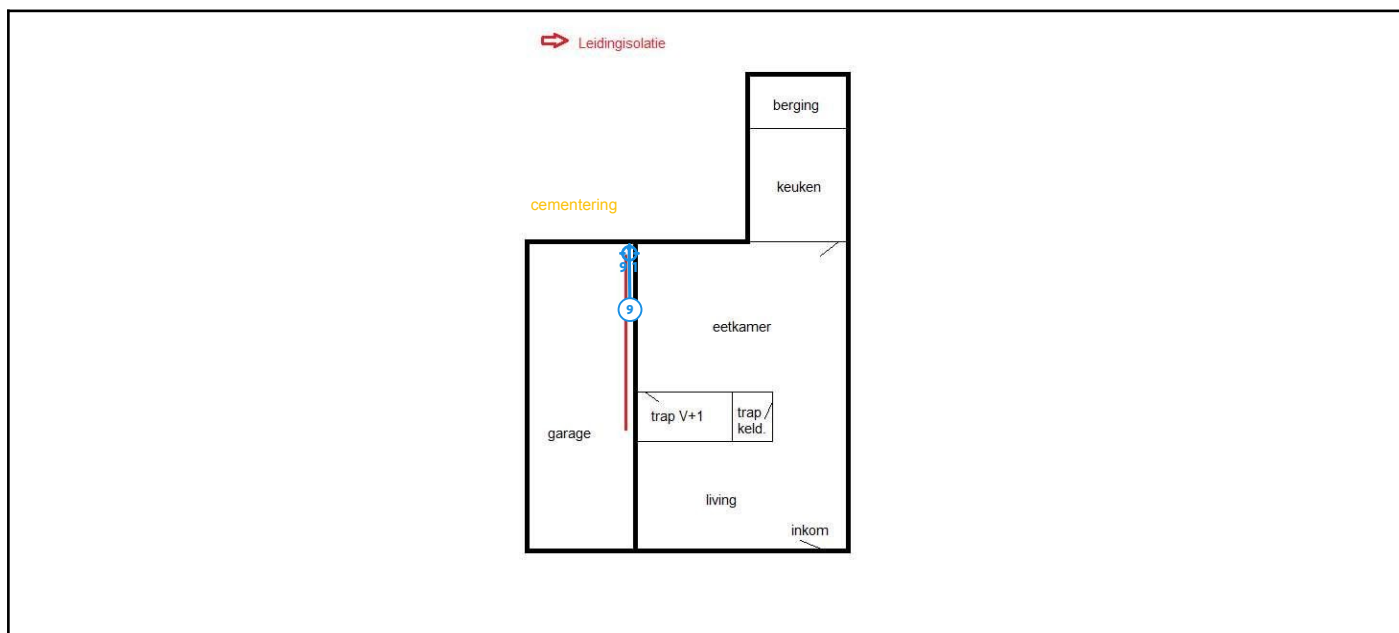 Leidingisolatie
berging
keuken
cementering
9
eetkamer
trap V+1
trap
keld.
garage
living
inkom